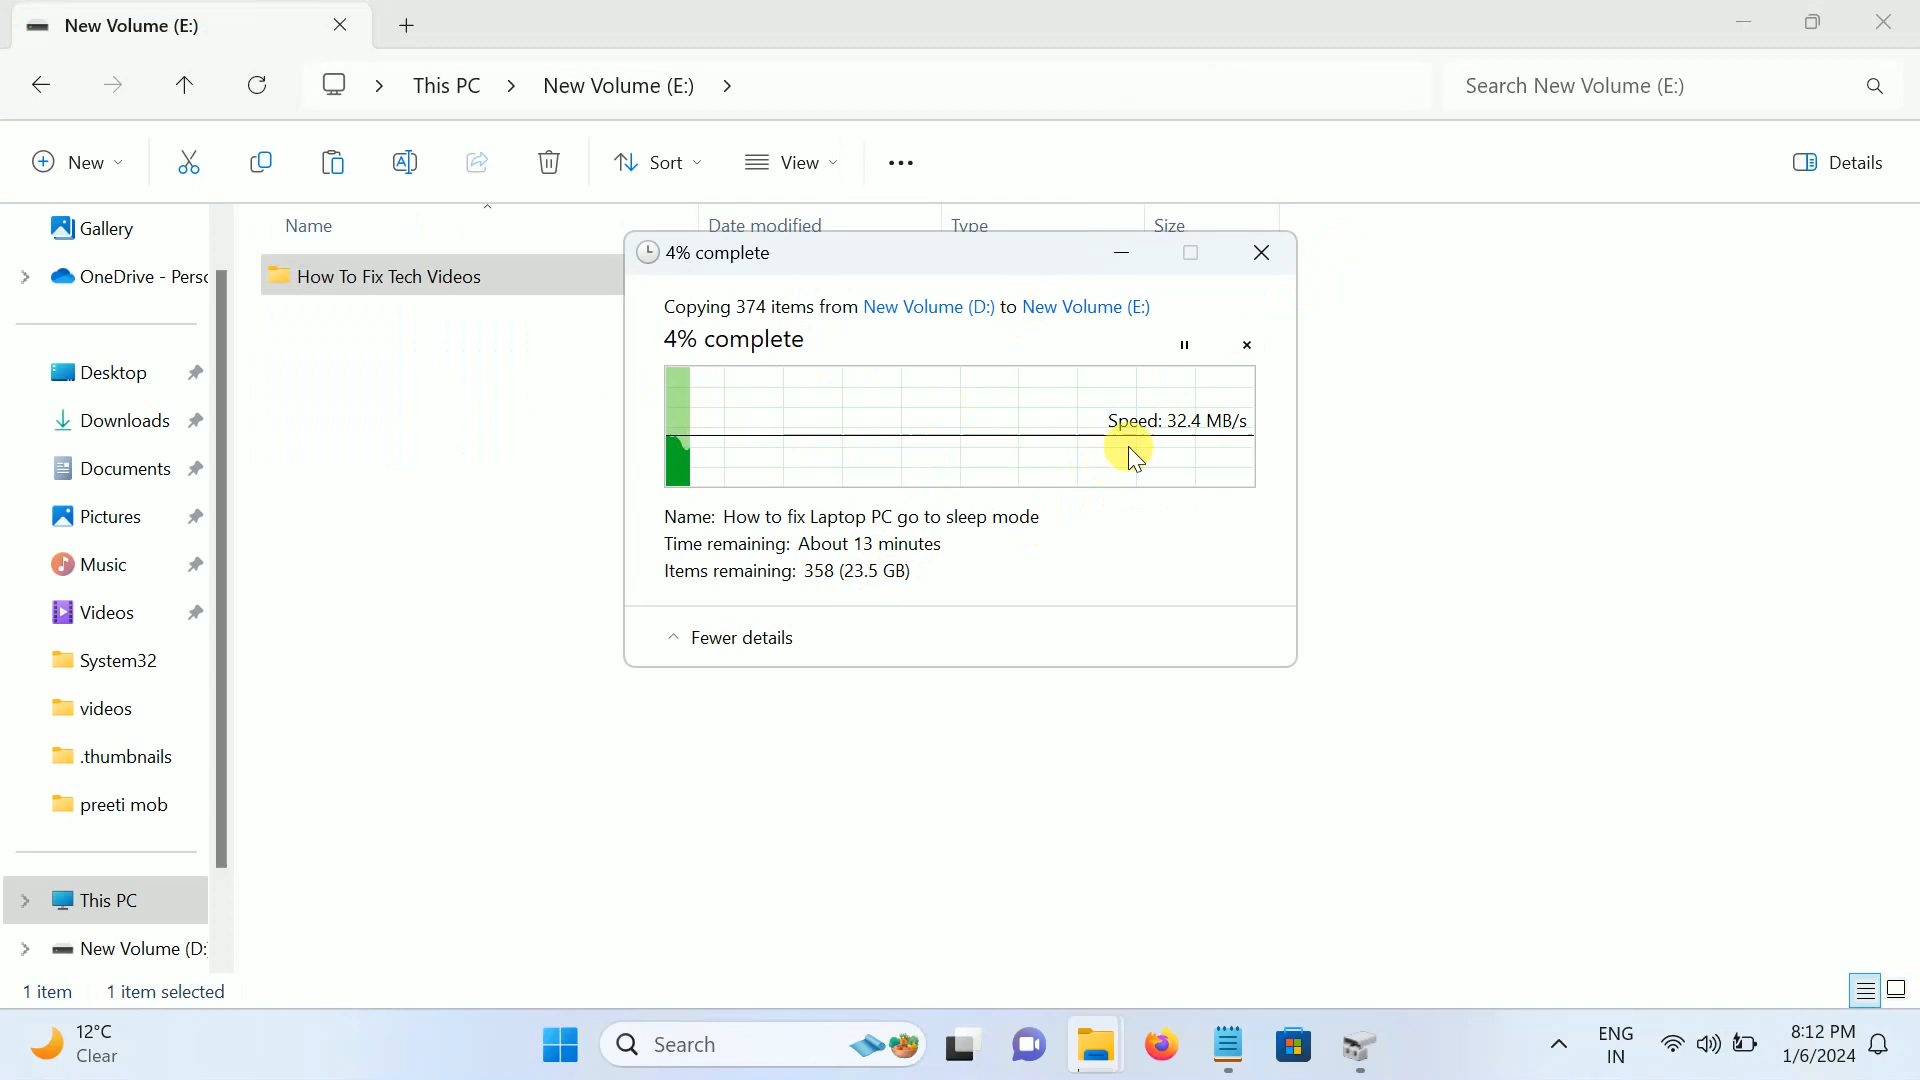 New Volume (E:)
This PC > New Volume (E:) >
Search New Volume (E:)
New
Sort
View
Details
Gallery
OneDrive - Perso
Desktop
Downloads
Documents
Pictures
Music
Videos
System32
videos
.thumbnails
preeti mob
This PC
New Volume (D:
Name
Date modified
Type
Size
How To Fix Tech Videos
4% complete
Copying 374 items from New Volume (D:) to New Volume (E:)
4% complete
Speed: 32.4 MB/s
Name: How to fix Laptop PC go to sleep mode
Time remaining: About 13 minutes
Items remaining: 358 (23.5 GB)
Fewer details
1 item
1 item selected
12°C
Clear
Search
ENG
IN
8:12 PM
1/6/2024